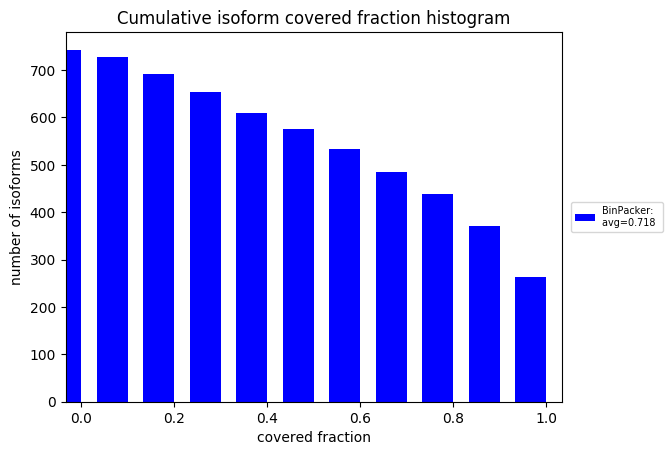 Cumulative isoform covered fraction histogram
number of isoforms
700
600
500
400
300
200
100
0
0.0 0.2 0.4 0.6 0.8 1.0
covered fraction
BinPacker:
avg=0.718